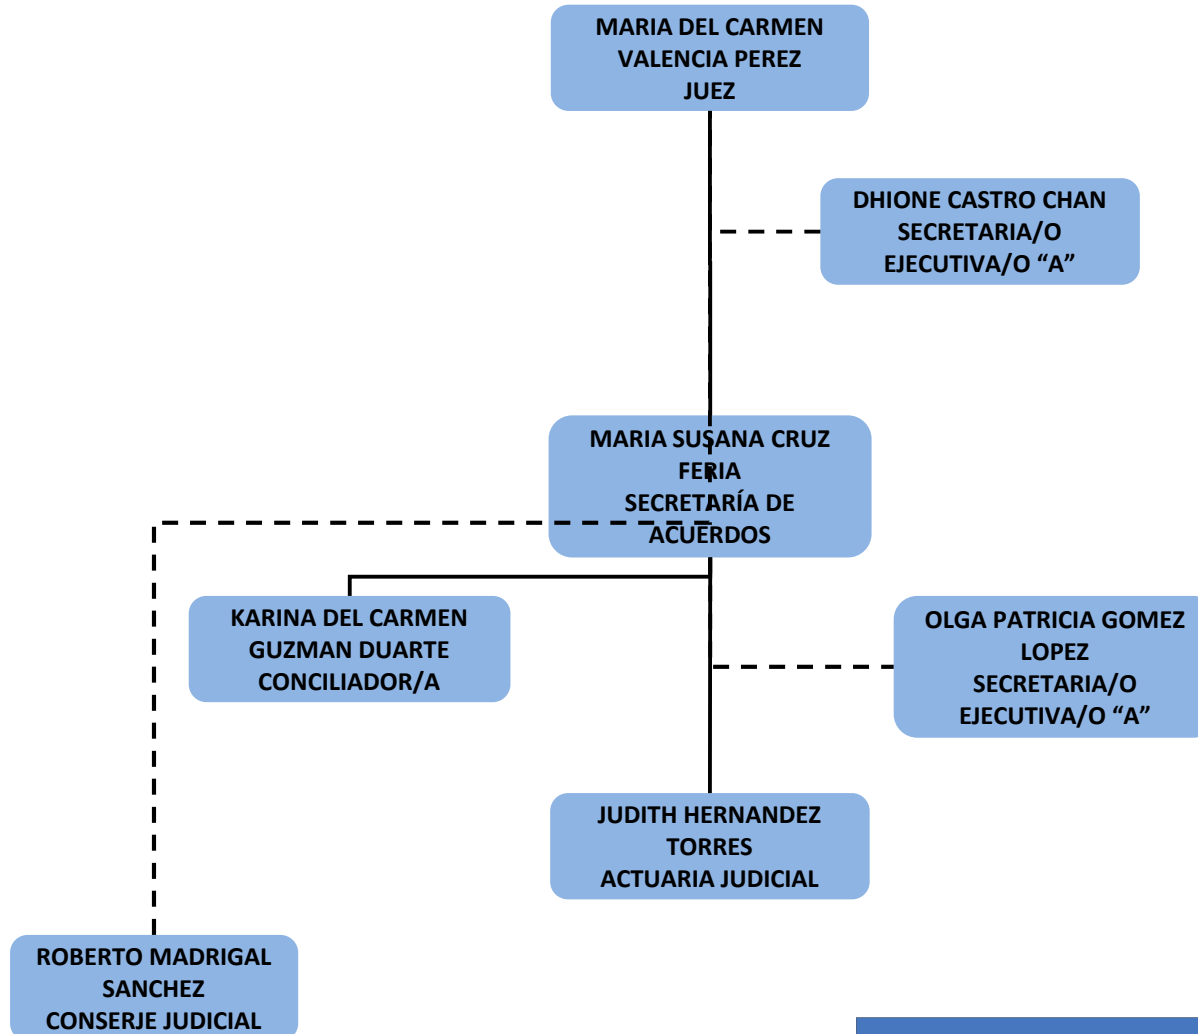 MARIA DEL CARMEN
VALENCIA PEREZ
JUEZ
DHIONE CASTRO CHAN
SECRETARIA/O
EJECUTIVA/O “A”
MARIA SUSANA CRUZ
FERIA
SECRETARÍA DE
ACUERDOS
KARINA DEL CARMEN
GUZMAN DUARTE
CONCILIADOR/A
OLGA PATRICIA GOMEZ
LOPEZ
SECRETARIA/O
EJECUTIVA/O “A”
JUDITH HERNANDEZ
TORRES
ACTUARIA JUDICIAL
ROBERTO MADRIGAL
SANCHEZ
CONSERJE JUDICIAL